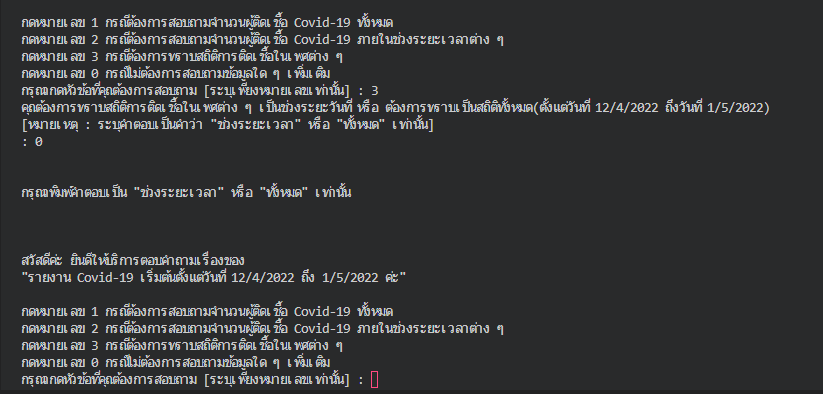 กดหมายเลข 1 กรณีต้องการสอบถามจำนวนผู้ติดเชื้อ Covid-19 ทั้งหมด
กดหมายเลข 2 กรณีต้องการสอบถามจำนวนผู้ติดเชื้อ Covid-19 ภายในช่วงระยะเวลาต่าง ๆ
กดหมายเลข 3 กรณีต้องการทราบสถิติการติดเชื้อในเพศต่าง ๆ
กดหมายเลข 0 กรณีไม่ต้องการสอบถามข้อมูลใด ๆ เพิ่มเติม
กรุณากดหัวข้อที่คุณต้องการสอบถาม [ระบุเพียงหมายเลขเท่านั้น] : 3
คุณต้องการทราบสถิติการติดเชื้อในเพศต่าง ๆ เป็นช่วงระยะวันที่ หรือ ต้องการทราบเป็นสถิติทั้งหมด(ตั้งแต่วันที่ 12/4/2022 ถึงวันที่ 1/5/2022)
[หมายเหตุ : ระบุคำตอบเป็นคำว่า "ช่วงระยะเวลา" หรือ "ทั้งหมด" เท่านั้น]
: 0
กรุณาพิมพ์คำตอบเป็น "ช่วงระยะเวลา" หรือ "ทั้งหมด" เท่านั้น
สวัสดีค่ะ ยินดีให้บริการตอบคำถามเรื่องของ
"รายงาน Covid-19 เริ่มต้นตั้งแต่วันที่ 12/4/2022 ถึง 1/5/2022 ค่ะ"
กดหมายเลข 1 กรณีต้องการสอบถามจำนวนผู้ติดเชื้อ Covid-19 ทั้งหมด
กดหมายเลข 2 กรณีต้องการสอบถามจำนวนผู้ติดเชื้อ Covid-19 ภายในช่วงระยะเวลาต่าง ๆ
กดหมายเลข 3 กรณีต้องการทราบสถิติการติดเชื้อในเพศต่าง ๆ
กดหมายเลข 0 กรณีไม่ต้องการสอบถามข้อมูลใด ๆ เพิ่มเติม
กรุณากดหัวข้อที่คุณต้องการสอบถาม [ระบุเพียงหมายเลขเท่านั้น] :